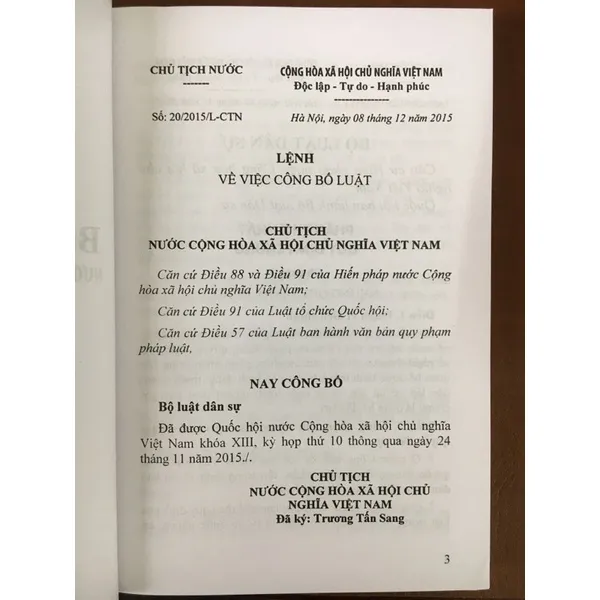 CHỦ TỊCH NƯỚC
-------
CỘNG HÒA XÃ HỘI CHỦ NGHĨA VIỆT NAM
Độc lập - Tự do - Hạnh phúc
---------------
Số: 20/2015/L-CTN
Hà Nội, ngày 08 tháng 12 năm 2015
LỆNH
VỀ VIỆC CÔNG BỐ LUẬT
CHỦ TỊCH
NƯỚC CỘNG HÒA XÃ HỘI CHỦ NGHĨA VIỆT NAM
Căn cứ Điều 88 và Điều 91 của Hiến pháp nước Cộng
hòa xã hội chủ nghĩa Việt Nam;
Căn cứ Điều 91 của Luật tổ chức Quốc hội;
Căn cứ Điều 57 của Luật ban hành văn bản quy phạm
pháp luật,
NAY CÔNG BỐ
Bộ luật dân sự
Đã được Quốc hội nước Cộng hòa xã hội chủ nghĩa
Việt Nam khóa XIII, kỳ họp thứ 10 thông qua ngày 24
tháng 11 năm 2015./.
CHỦ TỊCH
NƯỚC CỘNG HÒA XÃ HỘI CHỦ
NGHĨA VIỆT NAM
Đã ký: Trương Tấn Sang
3